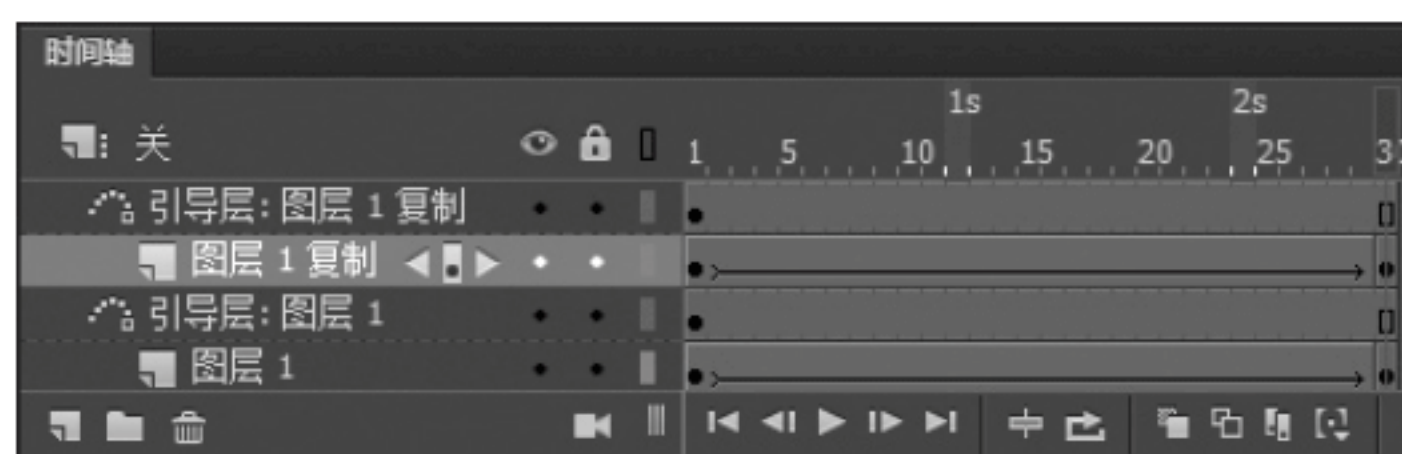 时间轴
1s 2s
关 1 5 10 15 20 25
引导层: 图层 1 复制
图层 1 复制
引导层: 图层 1
图层 1